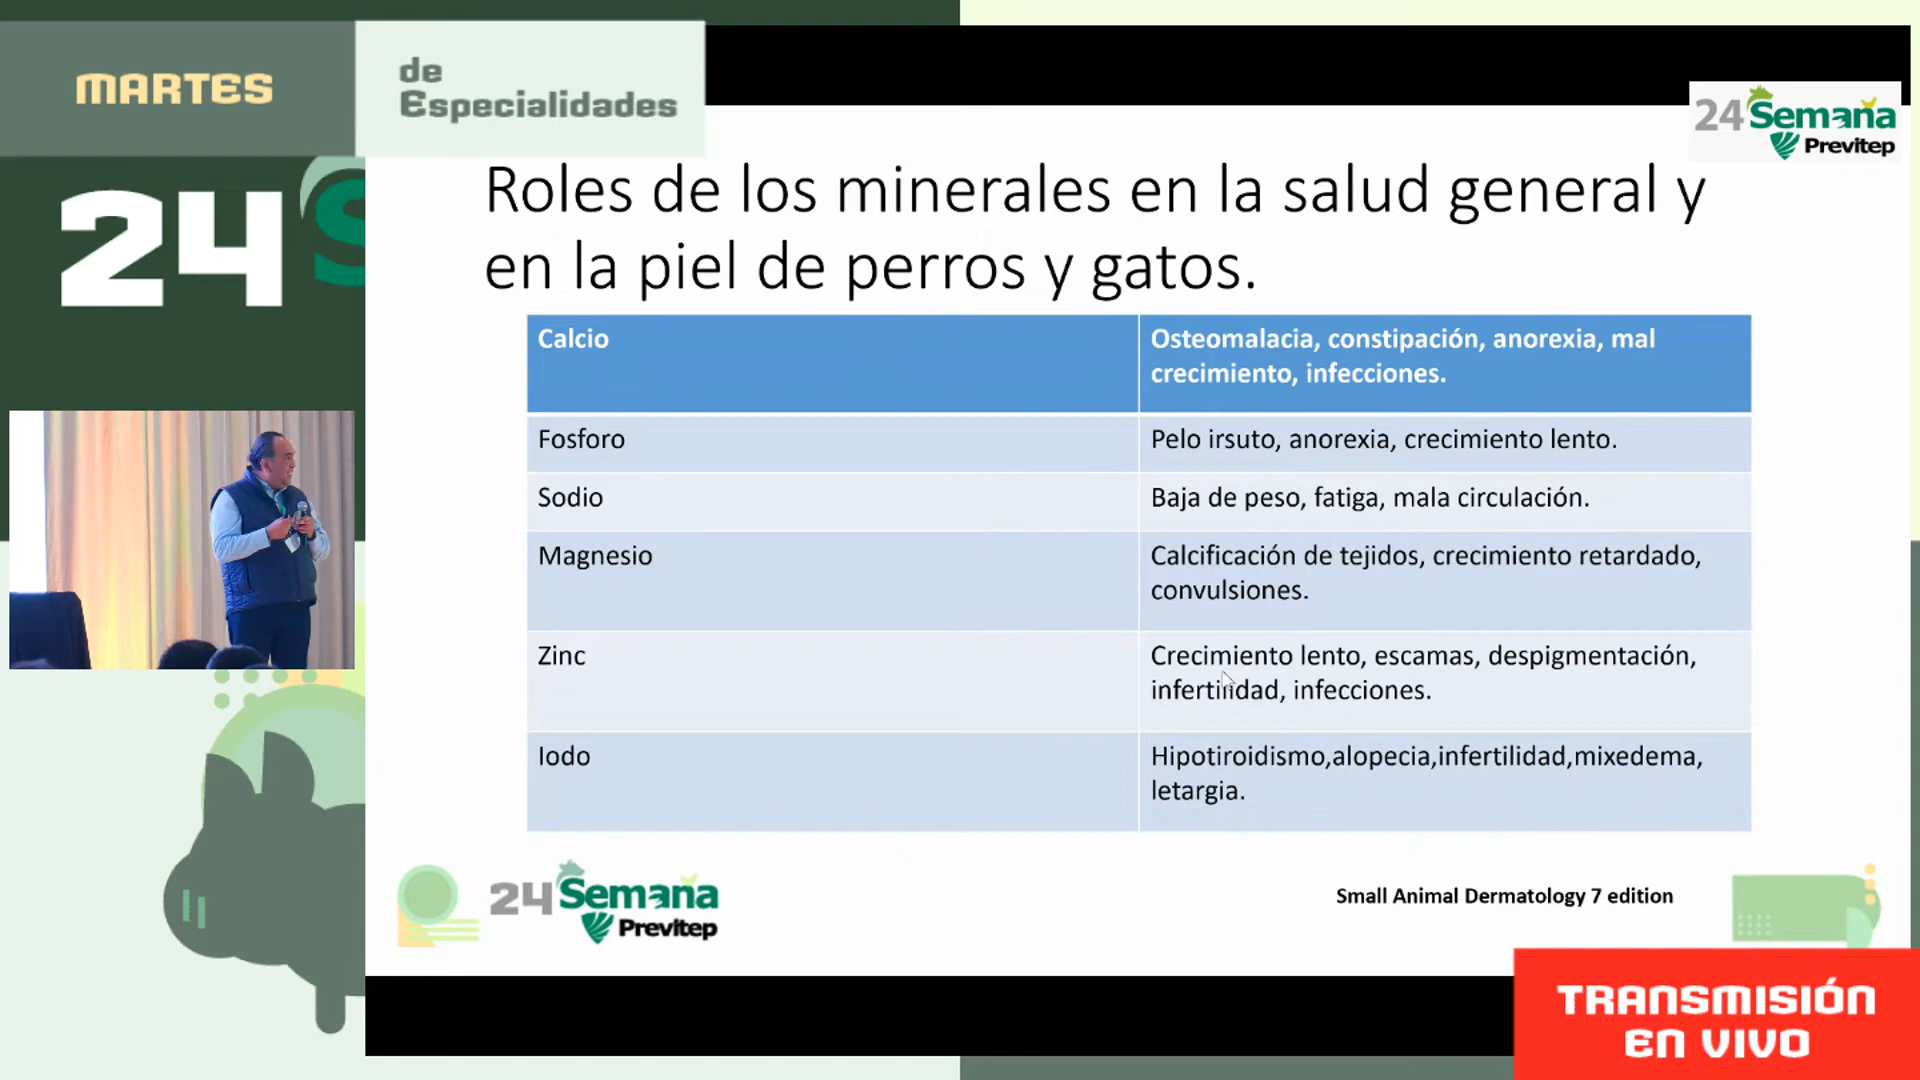 MARTES
de
Especialidades
24 S
24 Semana
Previtep
Roles de los minerales en la salud general y
en la piel de perros y gatos.
Calcio
Osteomalacia, constipación, anorexia, mal
crecimiento, infecciones.
Fosforo
Pelo irsuto, anorexia, crecimiento lento.
Sodio
Baja de peso, fatiga, mala circulación.
Magnesio
Calcificación de tejidos, crecimiento retardado,
convulsiones.
Zinc
Crecimiento lento, escamas, despigmentación,
infertilidad, infecciones.
Iodo
Hipotiroidismo,alopecia,infertilidad,mixedema,
letargia.
24 Semana
Previtep
Small Animal Dermatology 7 edition
TRANSMISIÓN
EN VIVO